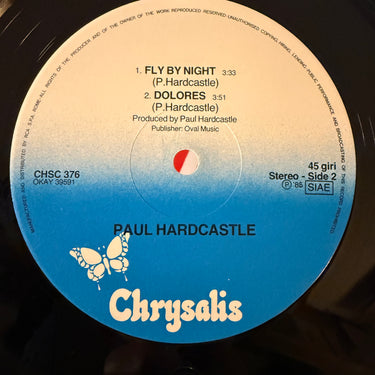 ALL RIGHTS OF THE PRODUCER AND OF THE OWNER OF THE WORK REPRODUCED RESERVED-UNAUTHORISED COPYING, HIRING, LENDING, PUBLIC PERFORMANCE AND BROADCASTING OF THIS RECORD PROHIBITED
MANUFACTURED AND DISTRIBUTED BY RCA S.P.A. ROME
1. FLY BY NIGHT 3:33
(P.Hardcastle)
2. DOLORES 3:51
(P.Hardcastle)
Produced by Paul Hardcastle
Publisher: Oval Music
CHSC 376
OKAY 39591
45 giri
Stereo - Side 2
Ⓟ '85 SIAE
PAUL HARDCASTLE
Chrysalis